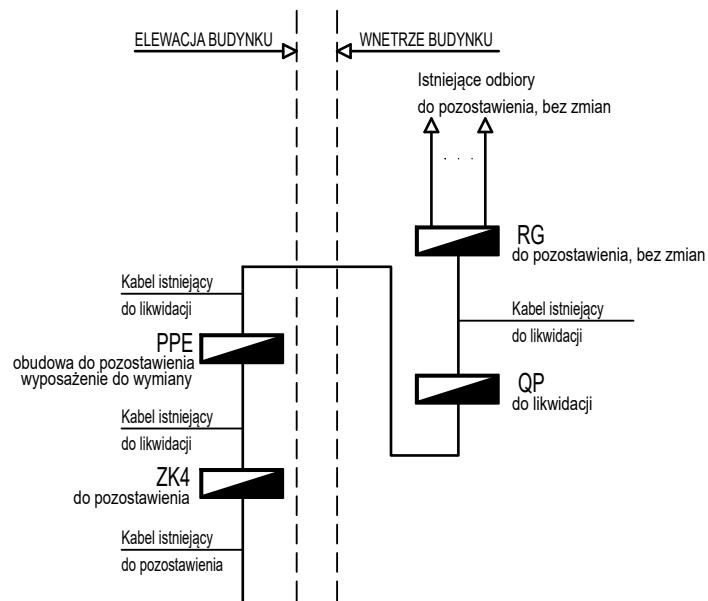 ELEWACJA BUDYNKU
WNETRZE BUDYNKU
Istniejące odbiory
do pozostawienia, bez zmian
. . .
RG
do pozostawienia, bez zmian
Kabel istniejący
do likwidacji
Kabel istniejący
do likwidacji
PPE
obudowa do pozostawienia
wyposażenie do wymiany
QP
do likwidacji
Kabel istniejący
do likwidacji
ZK4
do pozostawienia
Kabel istniejący
do pozostawienia